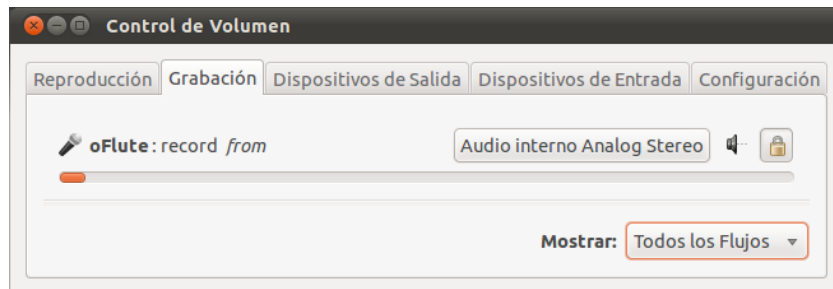 Control de Volumen
Reproducción Grabación Dispositivos de Salida Dispositivos de Entrada Configuración
oFlute: record from Audio interno Analog Stereo
Mostrar: Todos los Flujos